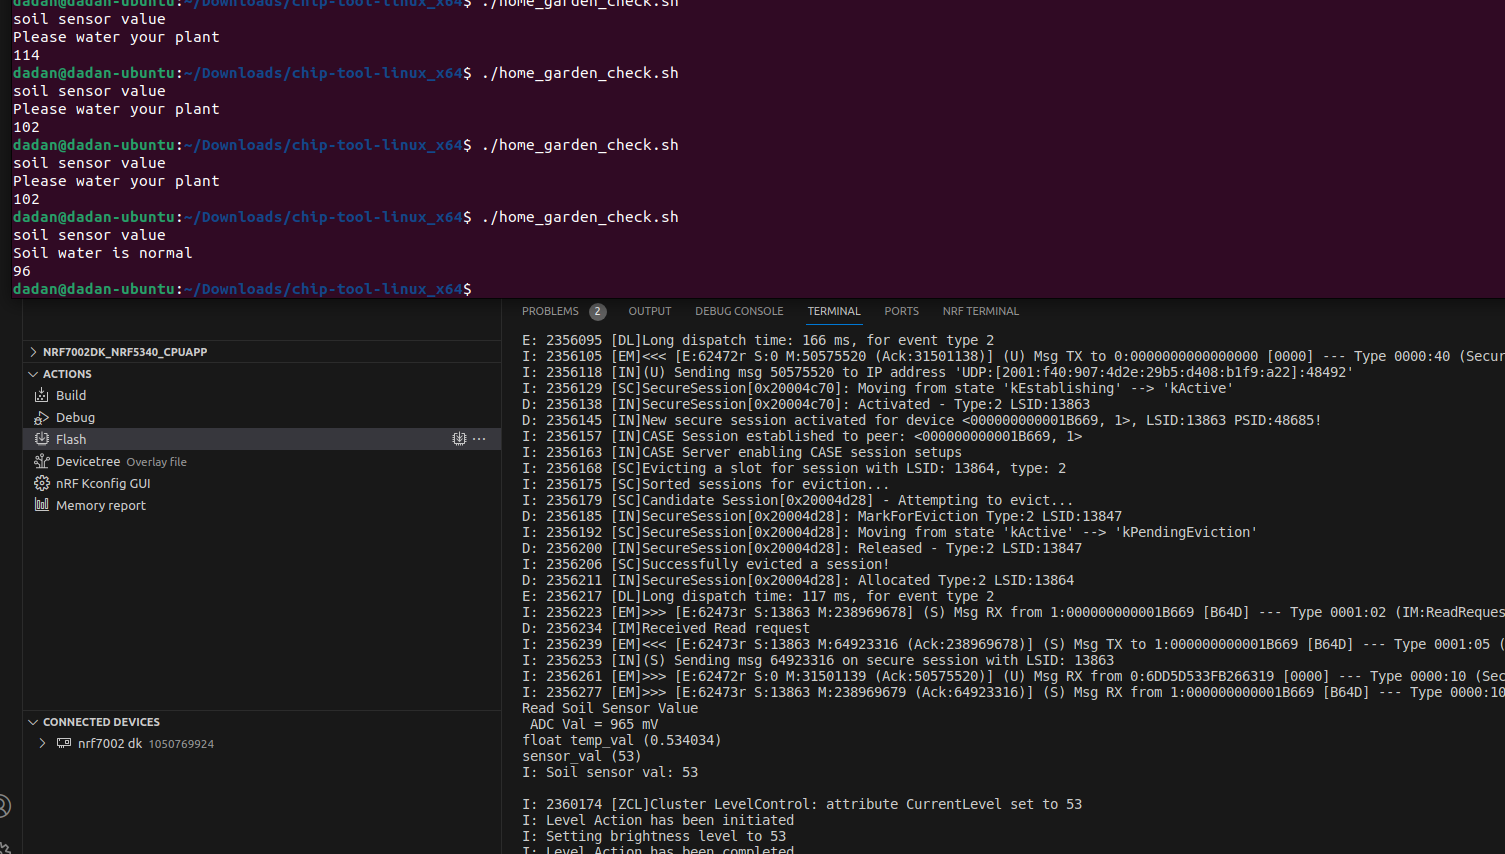 dadan@dadan-ubuntu:~/Downloads/chip-tool-linux_x64$ ./home_garden_check.sh
soil sensor value
Please water your plant
114
dadan@dadan-ubuntu:~/Downloads/chip-tool-linux_x64$ ./home_garden_check.sh
soil sensor value
Please water your plant
102
dadan@dadan-ubuntu:~/Downloads/chip-tool-linux_x64$ ./home_garden_check.sh
soil sensor value
Please water your plant
102
dadan@dadan-ubuntu:~/Downloads/chip-tool-linux_x64$ ./home_garden_check.sh
soil sensor value
Soil water is normal
96
dadan@dadan-ubuntu:~/Downloads/chip-tool-linux_x64$
NRF7002DK_NRF5340_CPUAPP
ACTIONS
Build
Debug
Flash
Devicetree Overlay file
nRF Kconfig GUI
Memory report
CONNECTED DEVICES
nrf7002 dk 1050769924
PROBLEMS 2 OUTPUT DEBUG CONSOLE TERMINAL PORTS NRF TERMINAL
E: 2356095 [DL]Long dispatch time: 166 ms, for event type 2
I: 2356105 [EM]<<< [E:62472r S:0 M:50575520 (Ack:31501138)] (U) Msg TX to 0:0000000000000000 [0000] --- Type 0000:40 (Secur
I: 2356118 [IN](U) Sending msg 50575520 to IP address 'UDP:[2001:f40:907:4d2e:29b5:d408:b1f9:a22]:48492'
I: 2356129 [SC]SecureSession[0x20004c70]: Moving from state 'kEstablishing' --> 'kActive'
D: 2356138 [IN]SecureSession[0x20004c70]: Activated - Type:2 LSID:13863
D: 2356145 [IN]New secure session activated for device <000000000001B669, 1>, LSID:13863 PSID:48685!
I: 2356157 [IN]CASE Session established to peer: <000000000001B669, 1>
I: 2356163 [IN]CASE Server enabling CASE session setups
I: 2356168 [SC]Evicting a slot for session with LSID: 13864, type: 2
I: 2356175 [SC]Sorted sessions for eviction...
I: 2356179 [SC]Candidate Session[0x20004d28] - Attempting to evict...
D: 2356185 [IN]SecureSession[0x20004d28]: MarkForEviction Type:2 LSID:13847
I: 2356192 [SC]SecureSession[0x20004d28]: Moving from state 'kActive' --> 'kPendingEviction'
D: 2356200 [IN]SecureSession[0x20004d28]: Released - Type:2 LSID:13847
I: 2356206 [SC]Successfully evicted a session!
D: 2356211 [IN]SecureSession[0x20004d28]: Allocated Type:2 LSID:13864
E: 2356217 [DL]Long dispatch time: 117 ms, for event type 2
I: 2356223 [EM]>>> [E:62473r S:13863 M:238969678] (S) Msg RX from 1:000000000001B669 [B64D] --- Type 0001:02 (IM:ReadReques
D: 2356234 [IM]Received Read request
I: 2356239 [EM]<<< [E:62473r S:13863 M:64923316 (Ack:238969678)] (S) Msg TX to 1:000000000001B669 [B64D] --- Type 0001:05 (
I: 2356253 [IN](S) Sending msg 64923316 on secure session with LSID: 13863
I: 2356261 [EM]>>> [E:62472r S:0 M:31501139 (Ack:50575520)] (U) Msg RX from 0:6DD5D533FB266319 [0000] --- Type 0000:10 (Sec
I: 2356277 [EM]>>> [E:62473r S:13863 M:238969679 (Ack:64923316)] (S) Msg RX from 1:000000000001B669 [B64D] --- Type 0000:10
Read Soil Sensor Value
ADC Val = 965 mV
float temp_val (0.534034)
sensor_val (53)
I: Soil sensor val: 53
I: 2360174 [ZCL]Cluster LevelControl: attribute CurrentLevel set to 53
I: Level Action has been initiated
I: Setting brightness level to 53
I: Level Action has been completed